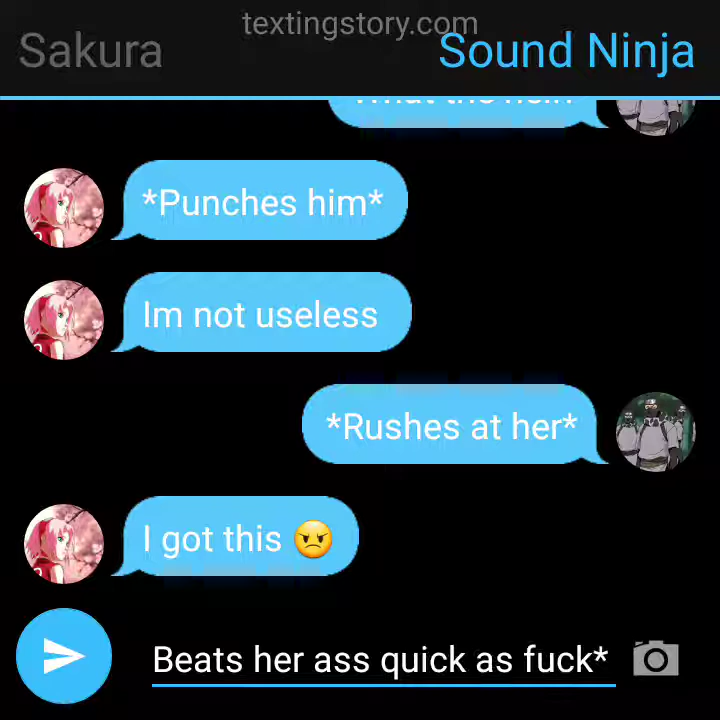 textingstory.com
Sakura
Sound Ninja
*Punches him*
Im not useless
*Rushes at her*
I got this 😠
Beats her ass quick as fuck*